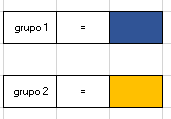 grupo 1 =
grupo 2 =